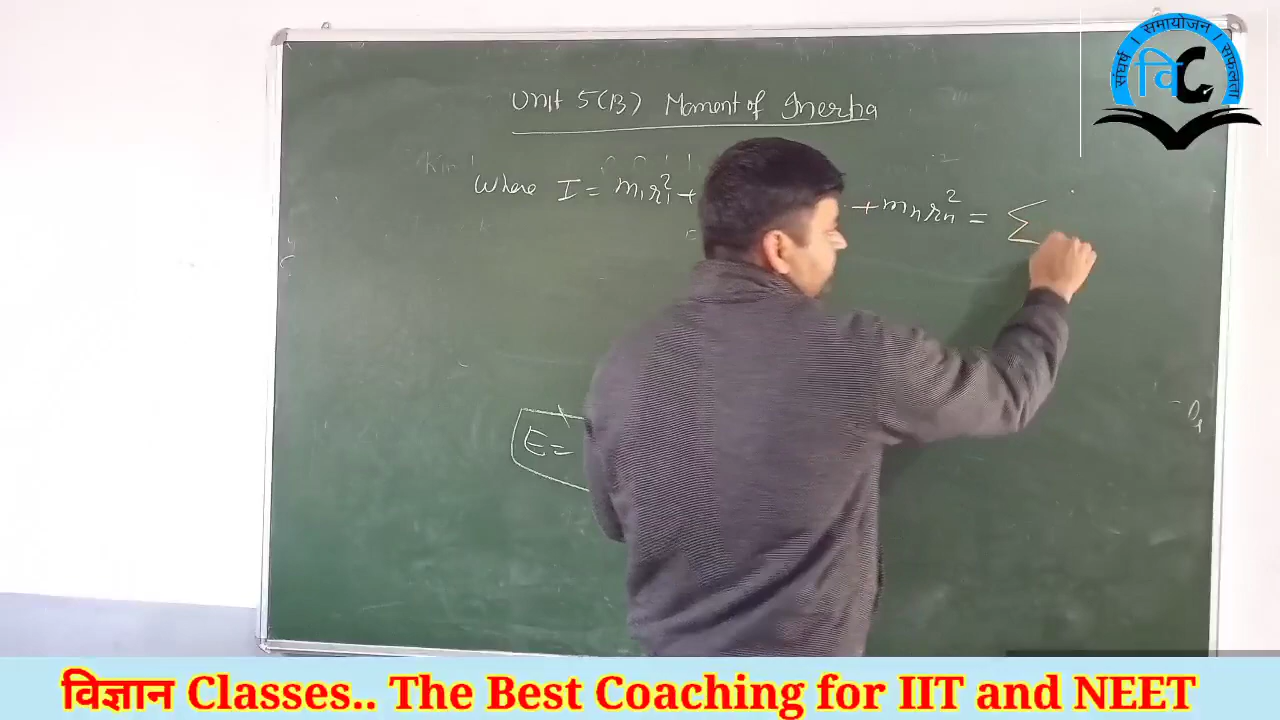 संघर्ष । समायोजन । सफलता
वि C
Unit 5(B) Moment of Inertia
Where I = m₁r₁² +
+ mₙrₙ² = Σ
E =
विज्ञान Classes.. The Best Coaching for IIT and NEET